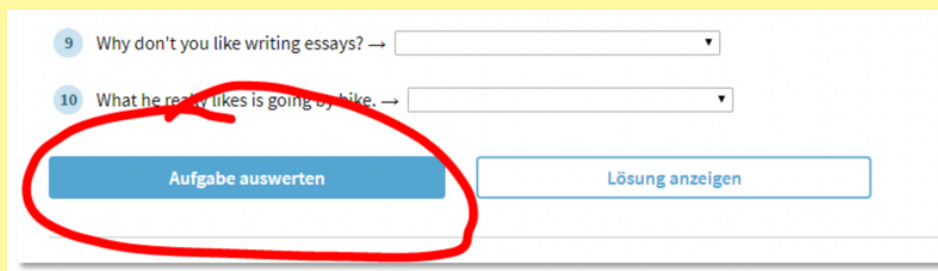 9 Why don't you like writing essays? →
10 What he really likes is going by bike. →
Aufgabe auswerten
Lösung anzeigen